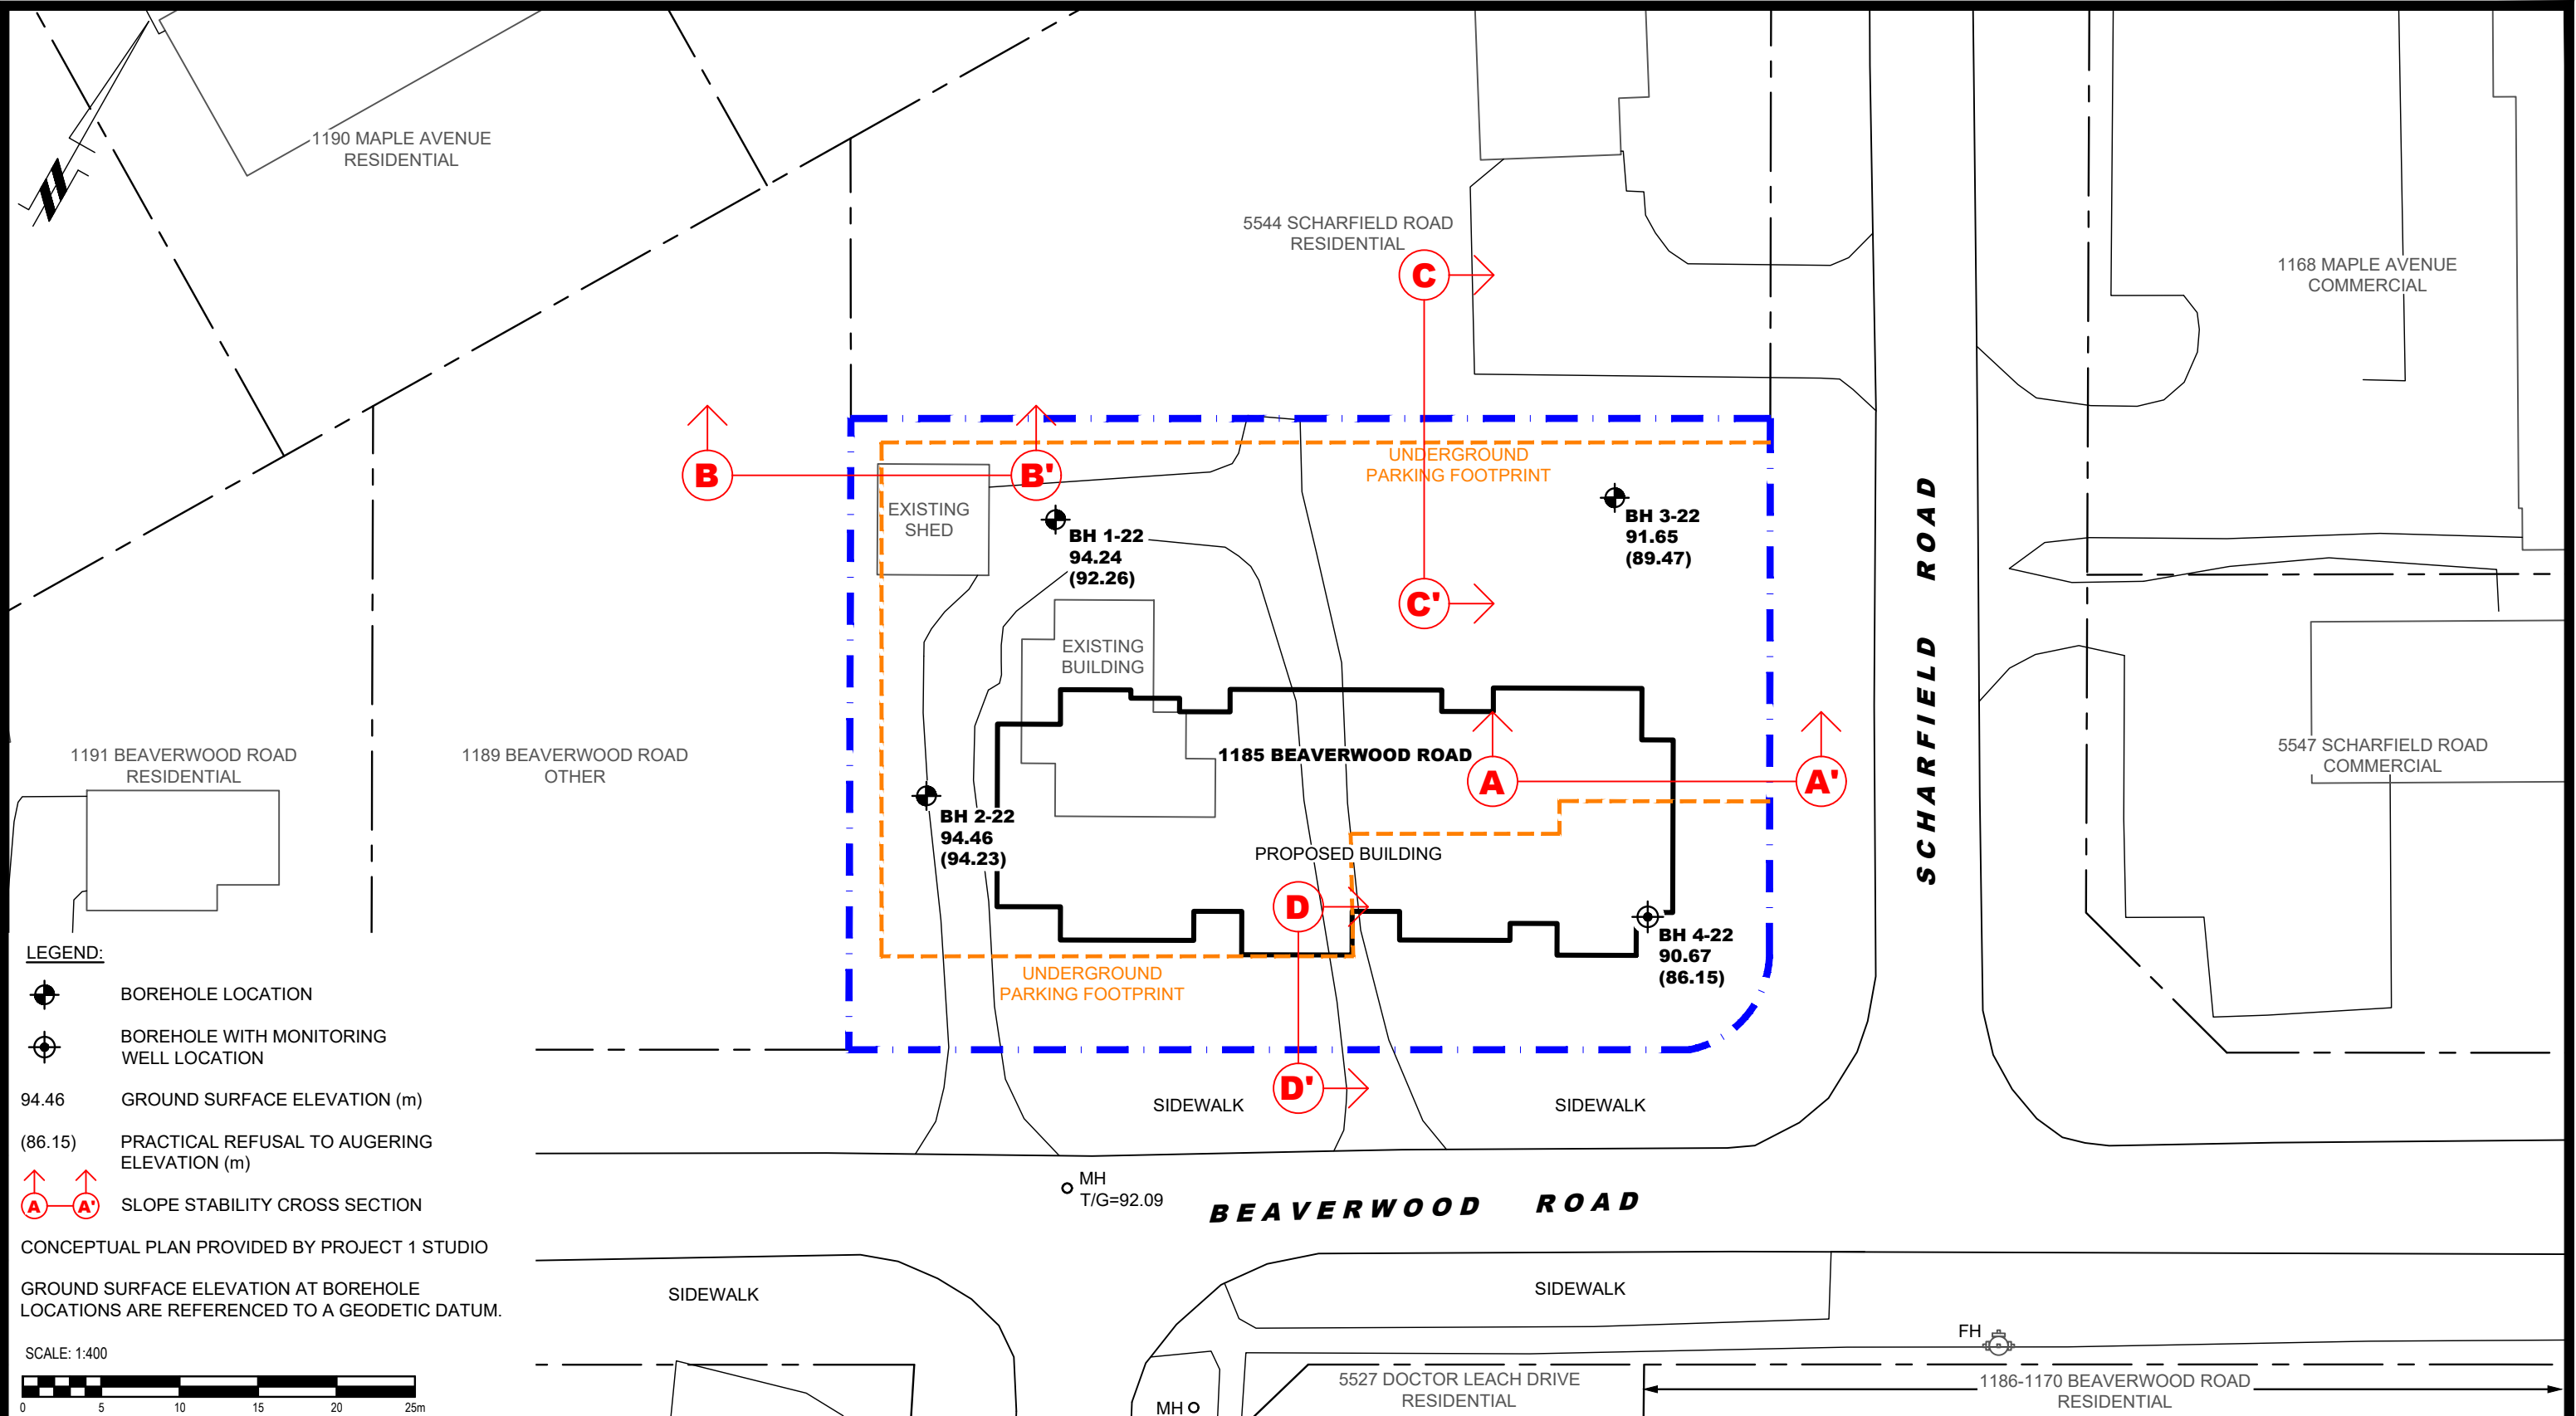 1190 MAPLE AVENUE
RESIDENTIAL
5544 SCHARFIELD ROAD
RESIDENTIAL
C
1168 MAPLE AVENUE
COMMERCIAL
UNDERGROUND
PARKING FOOTPRINT
B
B'
EXISTING
SHED
BH 1-22
94.24
(92.26)
BH 3-22
91.65
(89.47)
C'
EXISTING
BUILDING
SCHARFIELD ROAD
1191 BEAVERWOOD ROAD
RESIDENTIAL
1189 BEAVERWOOD ROAD
OTHER
1185 BEAVERWOOD ROAD
A
A'
5547 SCHARFIELD ROAD
COMMERCIAL
BH 2-22
94.46
(94.23)
PROPOSED BUILDING
D
BH 4-22
90.67
(86.15)
UNDERGROUND
PARKING FOOTPRINT
D'
SIDEWALK
SIDEWALK
MH
T/G=92.09
BEAVERWOOD ROAD
SIDEWALK
SIDEWALK
FH
5527 DOCTOR LEACH DRIVE
RESIDENTIAL
1186-1170 BEAVERWOOD ROAD
RESIDENTIAL
MH
LEGEND:
BOREHOLE LOCATION
BOREHOLE WITH MONITORING
WELL LOCATION
94.46 GROUND SURFACE ELEVATION (m)
(86.15) PRACTICAL REFUSAL TO AUGERING
ELEVATION (m)
A A' SLOPE STABILITY CROSS SECTION
CONCEPTUAL PLAN PROVIDED BY PROJECT 1 STUDIO
GROUND SURFACE ELEVATION AT BOREHOLE
LOCATIONS ARE REFERENCED TO A GEODETIC DATUM.
SCALE: 1:400
0 5 10 15 20 25m